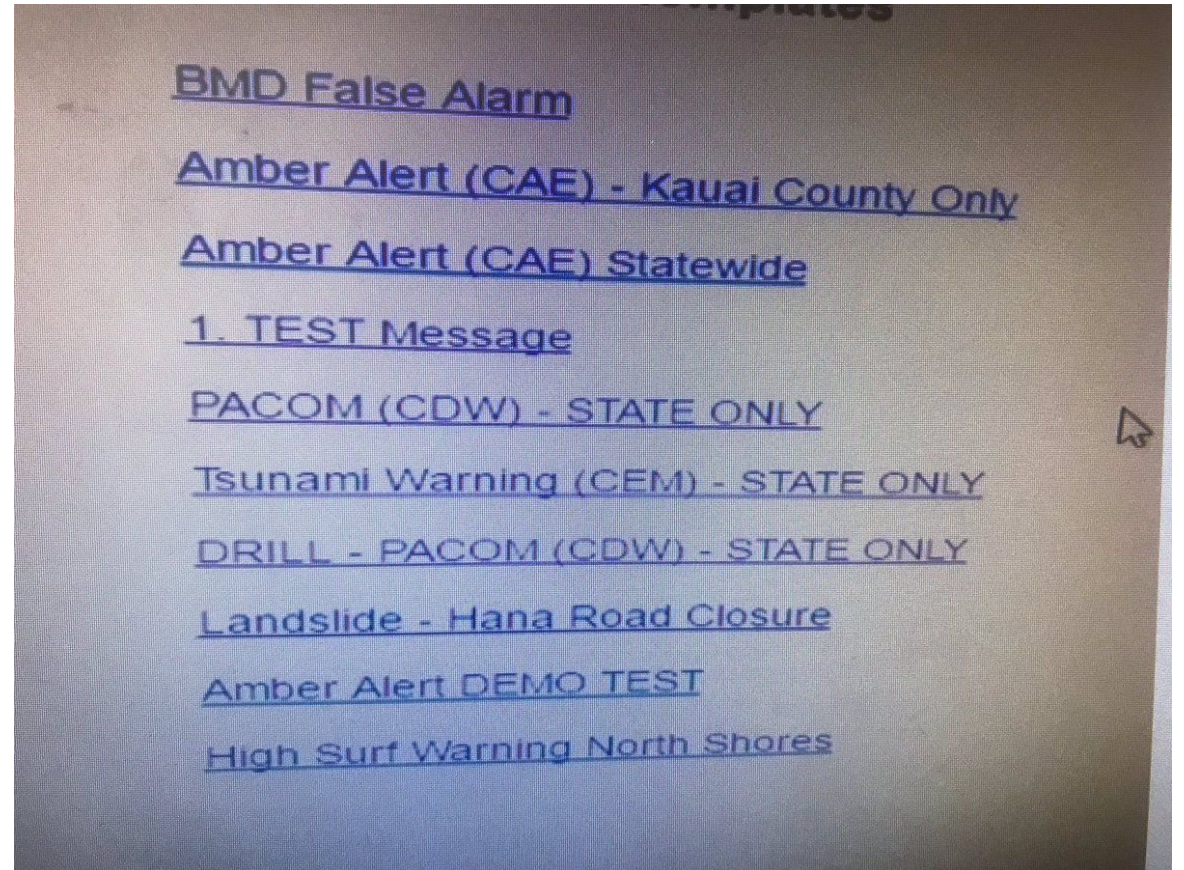 BMD False Alarm
Amber Alert (CAE) - Kauai County Only
Amber Alert (CAE) Statewide
1. TEST Message
PACOM (CDW) - STATE ONLY
Tsunami Warning (CEM) - STATE ONLY
DRILL - PACOM (CDW) - STATE ONLY
Landslide - Hana Road Closure
Amber Alert DEMO TEST
High Surf Warning North Shores